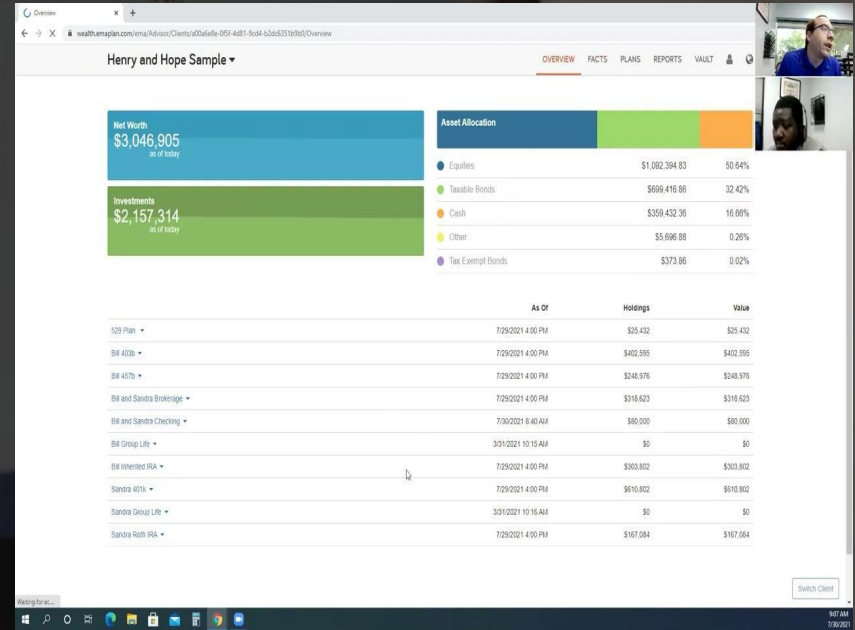 Overview
wealth.emaplan.com/ema/Advisor/Clients/a00a6e8e-0f5f-4d81-9cd4-b2dc6351b9b0/Overview
Henry and Hope Sample
OVERVIEW FACTS PLANS REPORTS VAULT
Net Worth
$3,046,905
as of today
Investments
$2,157,314
as of today
Asset Allocation
Equities $1,092,394.83 50.64%
Taxable Bonds $699,416.86 32.42%
Cash $359,432.36 16.66%
Other $5,696.88 0.26%
Tax Exempt Bonds $373.86 0.02%
As Of Holdings Value
529 Plan 7/29/2021 4:00 PM $25,432 $25,432
Bill 403b 7/29/2021 4:00 PM $402,595 $402,595
Bill 457b 7/29/2021 4:00 PM $248,976 $248,976
Bill and Sandra Brokerage 7/29/2021 4:00 PM $318,623 $318,623
Bill and Sandra Checking 7/30/2021 8:40 AM $80,000 $80,000
Bill Group Life 3/31/2021 10:15 AM $0 $0
Bill Inherited IRA 7/29/2021 4:00 PM $303,802 $303,802
Sandra 401k 7/29/2021 4:00 PM $610,802 $610,802
Sandra Group Life 3/31/2021 10:16 AM $0 $0
Sandra Roth IRA 7/29/2021 4:00 PM $167,084 $167,084
Switch Client
Waiting for ec...
9:07 AM
7/30/2021